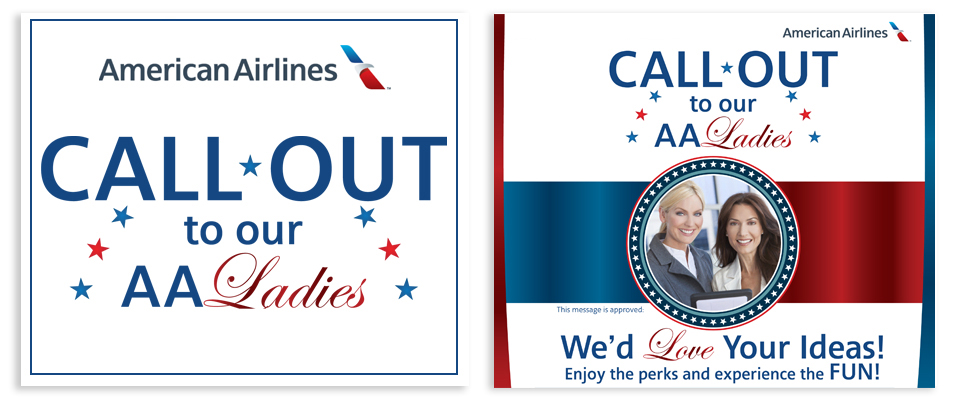 American Airlines
CALL OUT
to our
AA Ladies
American Airlines
CALL OUT
to our
AA Ladies
This message is approved:
We'd Love Your Ideas!
Enjoy the perks and experience the FUN!